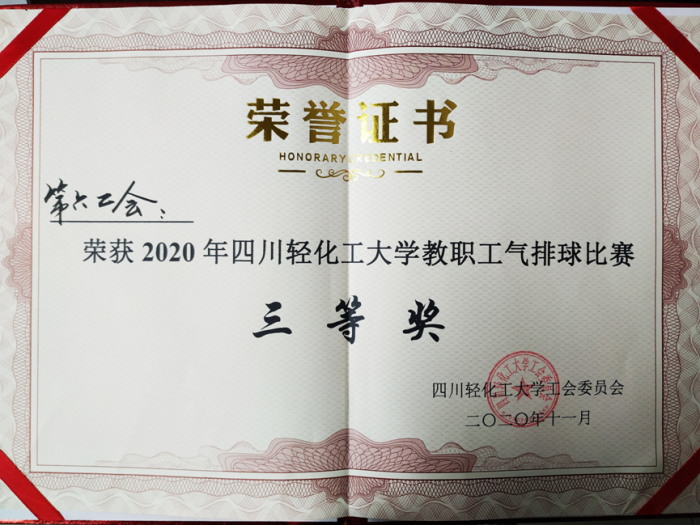 荣誉证书
HONORARY CREDENTIAL
第六工会：
荣获2020年四川轻化工大学教职工气排球比赛
三等奖
四川轻化工大学工会委员会
二〇二〇年十一月